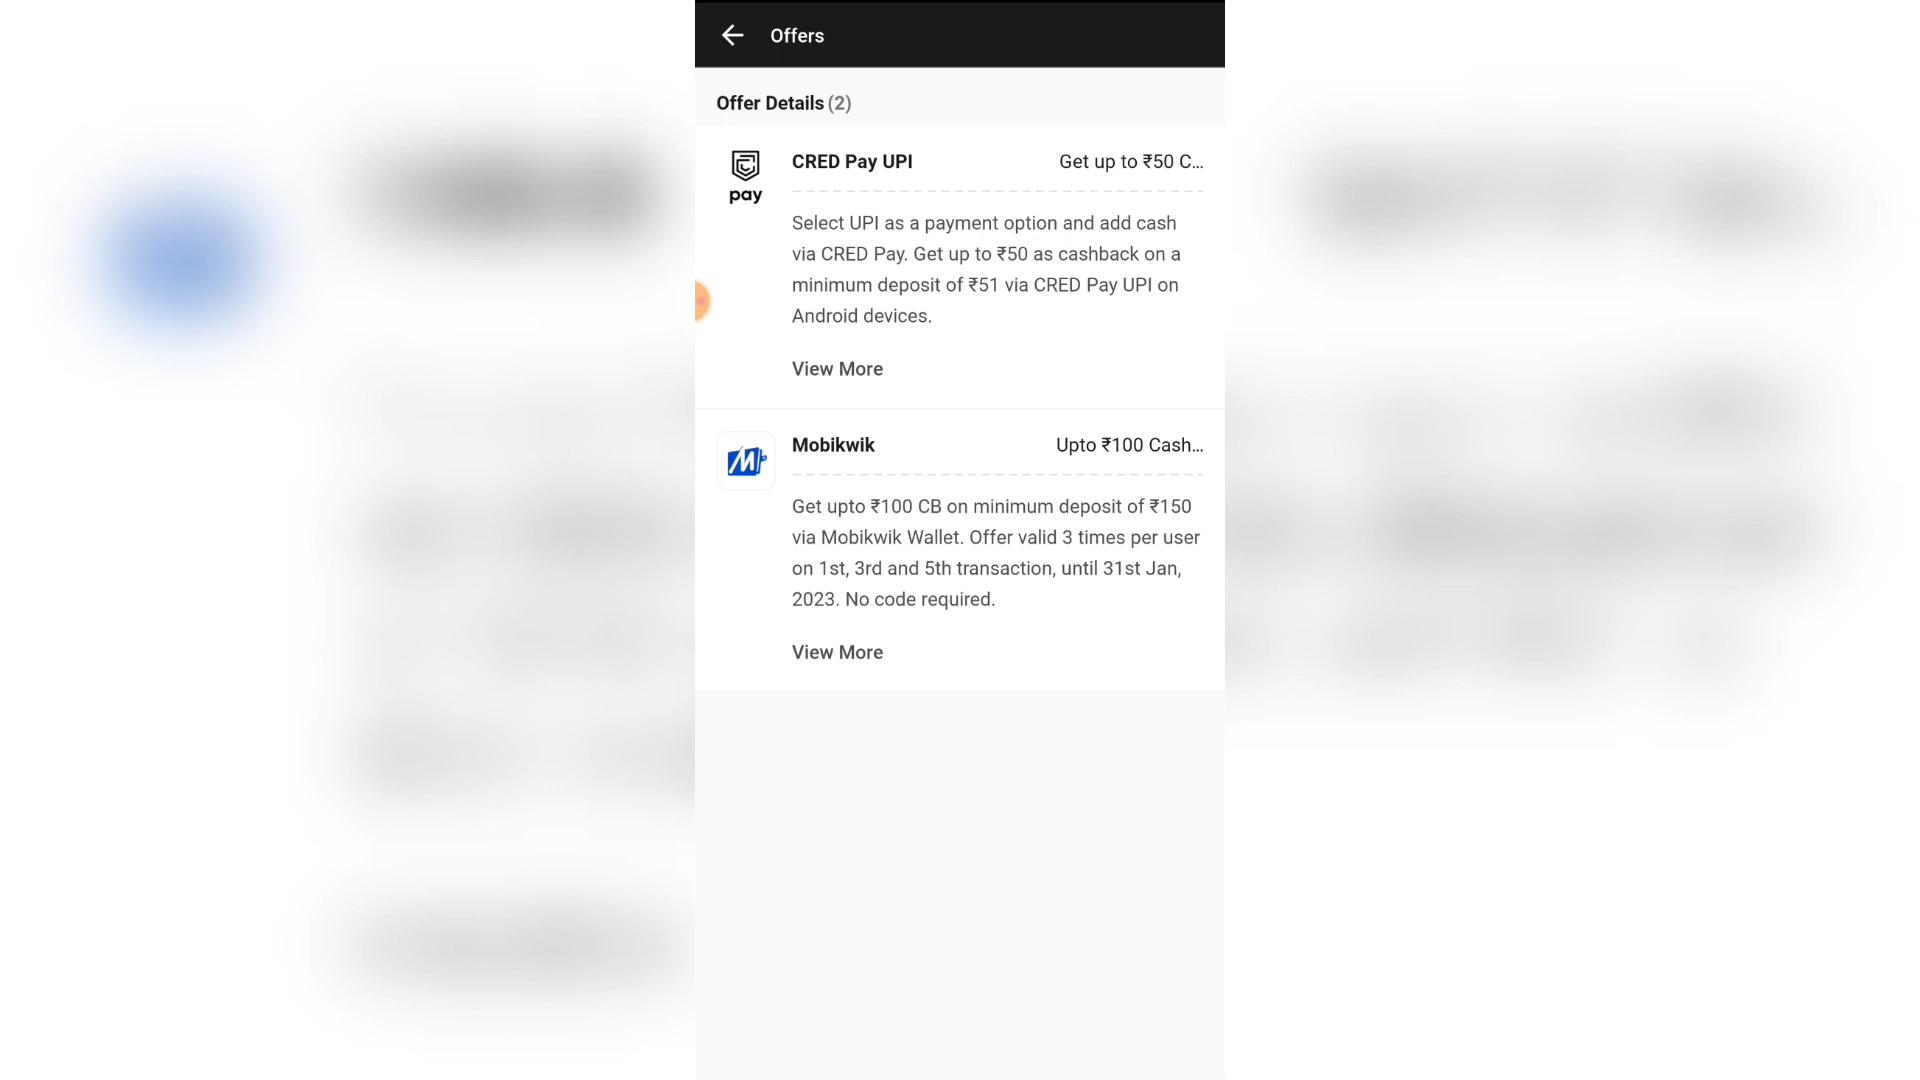 Offers
Offer Details (2)
CRED Pay UPI
Get up to ₹50 C...
pay
Select UPI as a payment option and add cash
via CRED Pay. Get up to ₹50 as cashback on a
minimum deposit of ₹51 via CRED Pay UPI on
Android devices.
View More
Mobikwik
Upto ₹100 Cash...
Get upto ₹100 CB on minimum deposit of ₹150
via Mobikwik Wallet. Offer valid 3 times per user
on 1st, 3rd and 5th transaction, until 31st Jan,
2023. No code required.
View More